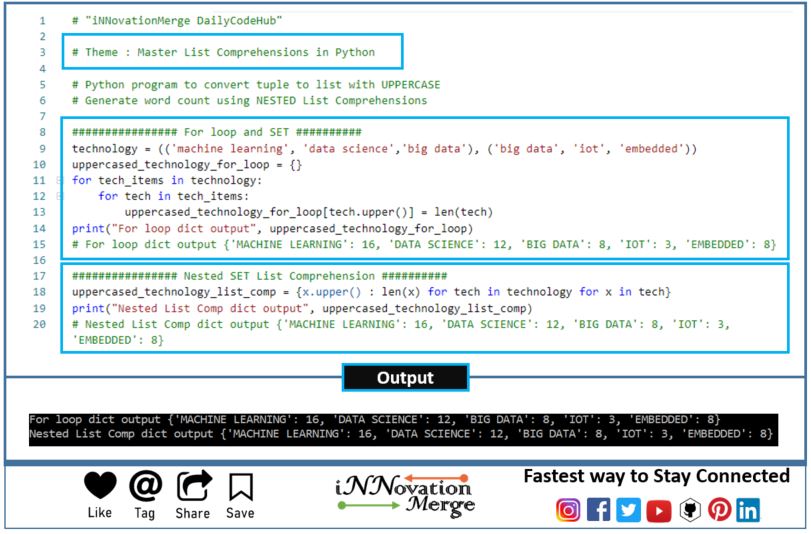 1 # "iNNovationMerge DailyCodeHub"
2
3 # Theme : Master List Comprehensions in Python
4
5 # Python program to convert tuple to list with UPPERCASE
6 # Generate word count using NESTED List Comprehensions
7
8 ################ For loop and SET ##########
9 technology = (('machine learning', 'data science','big data'), ('big data', 'iot', 'embedded'))
10 uppercased_technology_for_loop = {}
11 for tech_items in technology:
12     for tech in tech_items:
13         uppercased_technology_for_loop[tech.upper()] = len(tech)
14 print("For loop dict output", uppercased_technology_for_loop)
15 # For loop dict output {'MACHINE LEARNING': 16, 'DATA SCIENCE': 12, 'BIG DATA': 8, 'IOT': 3, 'EMBEDDED': 8}
16
17 ################ Nested SET List Comprehension ##########
18 uppercased_technology_list_comp = {x.upper() : len(x) for tech in technology for x in tech}
19 print("Nested List Comp dict output", uppercased_technology_list_comp)
20 # Nested List Comp dict output {'MACHINE LEARNING': 16, 'DATA SCIENCE': 12, 'BIG DATA': 8, 'IOT': 3,
'EMBEDDED': 8}
Output
For loop dict output {'MACHINE LEARNING': 16, 'DATA SCIENCE': 12, 'BIG DATA': 8, 'IOT': 3, 'EMBEDDED': 8}
Nested List Comp dict output {'MACHINE LEARNING': 16, 'DATA SCIENCE': 12, 'BIG DATA': 8, 'IOT': 3, 'EMBEDDED': 8}
Like Tag Share Save
iNNovation
Merge
Fastest way to Stay Connected